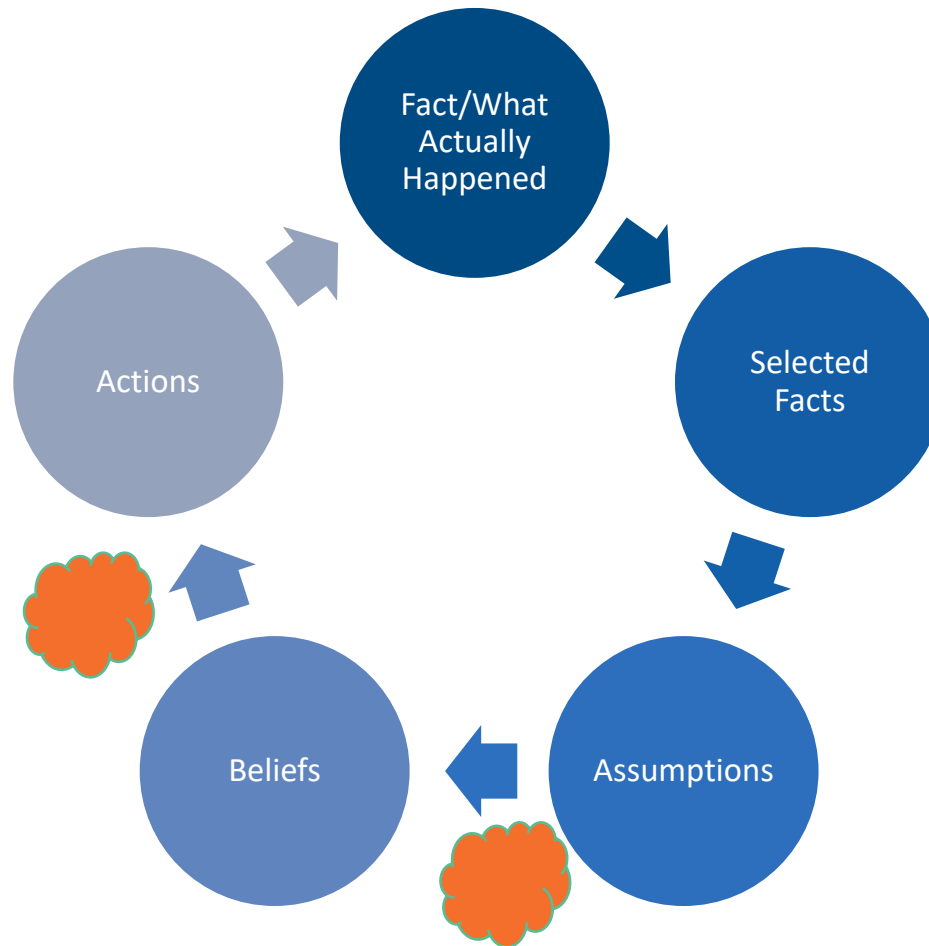 Fact/What
Actually
Happened
Selected
Facts
Assumptions
Beliefs
Actions